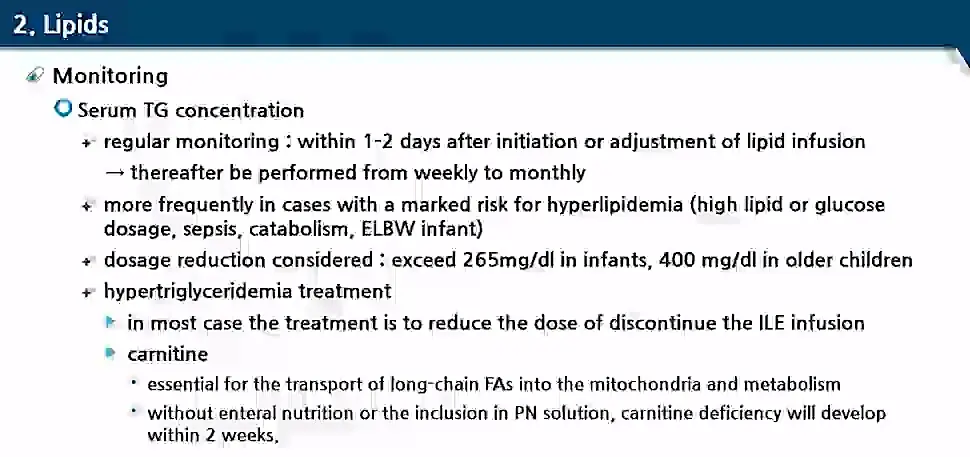 2. Lipids
Monitoring
Serum TG concentration
+ regular monitoring : within 1-2 days after initiation or adjustment of lipid infusion
→ thereafter be performed from weekly to monthly
+ more frequently in cases with a marked risk for hyperlipidemia (high lipid or glucose
dosage, sepsis, catabolism, ELBW infant)
+ dosage reduction considered : exceed 265mg/dl in infants, 400 mg/dl in older children
+ hypertriglyceridemia treatment
in most case the treatment is to reduce the dose of discontinue the ILE infusion
carnitine
• essential for the transport of long-chain FAs into the mitochondria and metabolism
• without enteral nutrition or the inclusion in PN solution, carnitine deficiency will develop
within 2 weeks.